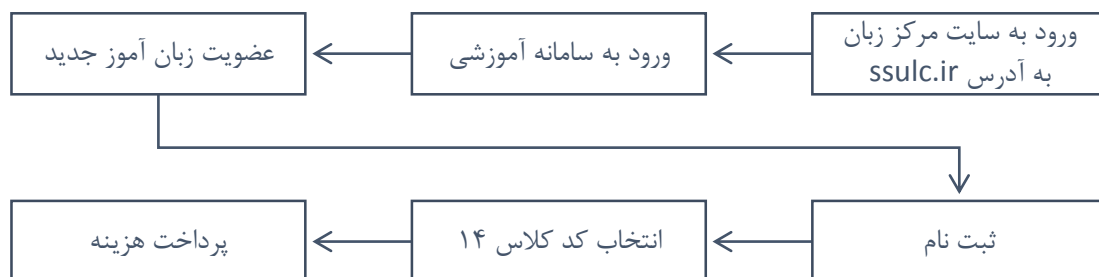 ورود به سایت مرکز زبان
به آدرس ssulc.ir
ورود به سامانه آموزشی
عضویت زبان آموز جدید
ثبت نام
انتخاب کد کلاس ۱۴
پرداخت هزینه